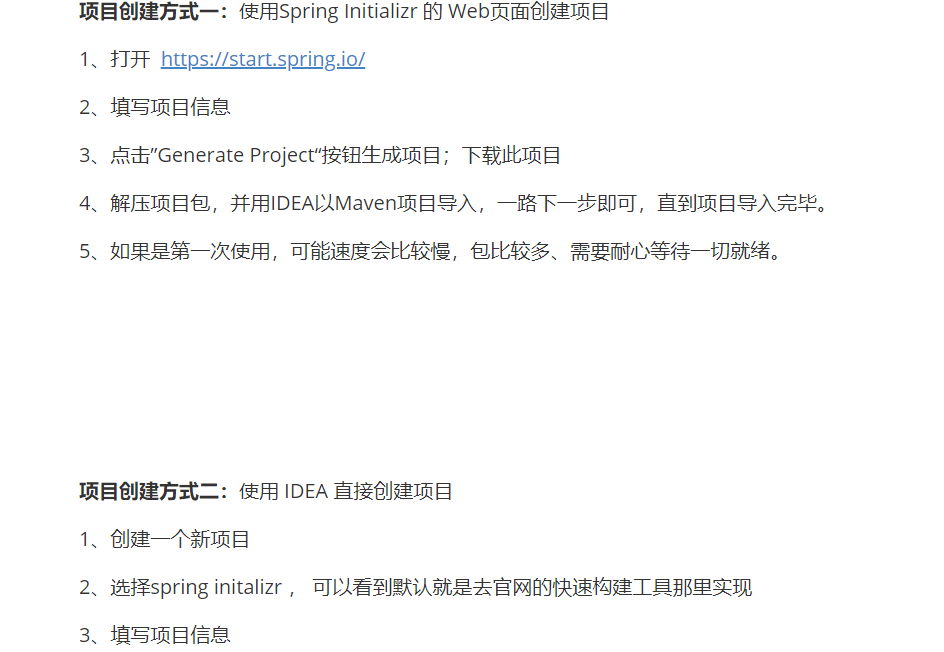 项目创建方式一：使用Spring Initializr 的 Web页面创建项目
1、打开 https://start.spring.io/
2、填写项目信息
3、点击”Generate Project“按钮生成项目；下载此项目
4、解压项目包，并用IDEA以Maven项目导入，一路下一步即可，直到项目导入完毕。
5、如果是第一次使用，可能速度会比较慢，包比较多、需要耐心等待一切就绪。
项目创建方式二：使用 IDEA 直接创建项目
1、创建一个新项目
2、选择spring initalizr ， 可以看到默认就是去官网的快速构建工具那里实现
3、填写项目信息